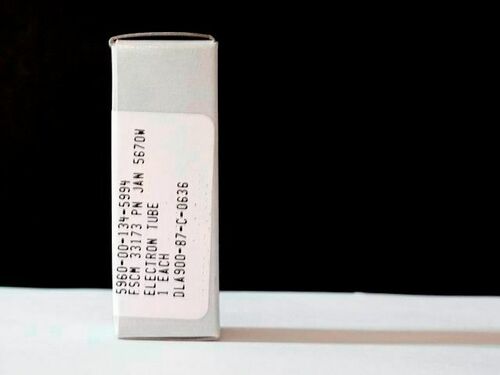 5960-00-134-5994
FSCM 33173 PN JAN 5670W
ELECTRON TUBE
1 EACH
DLA900-87-C-0636